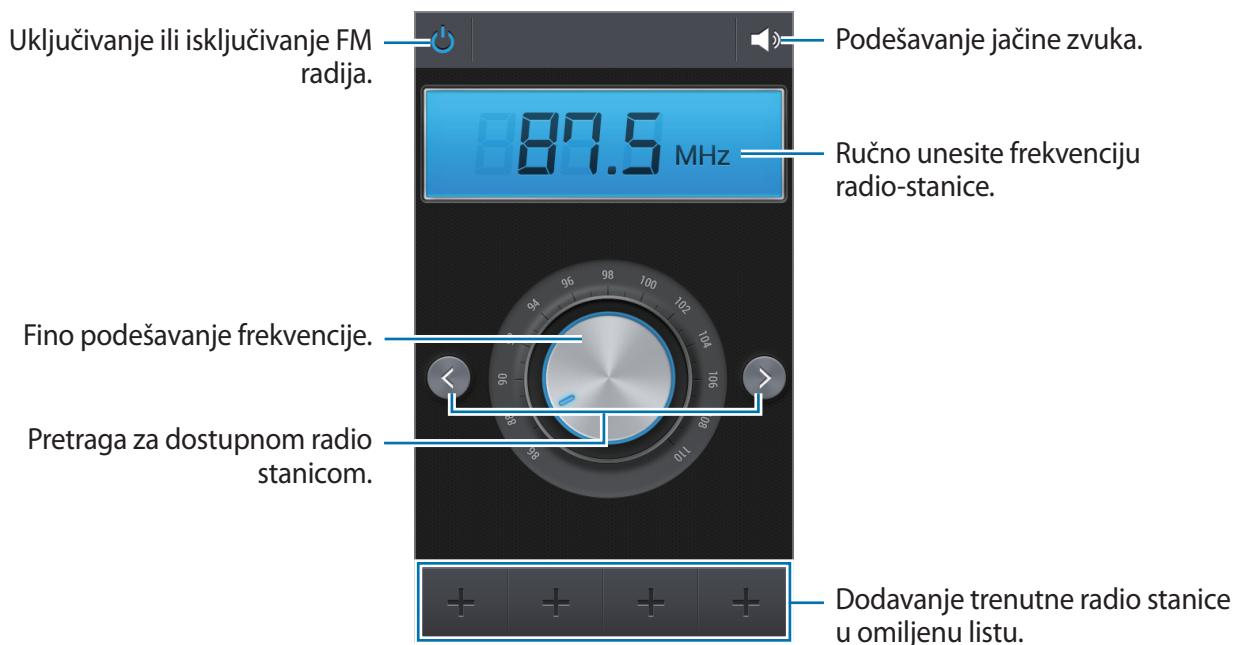 Uključivanje ili isključivanje FM
radija.
Podešavanje jačine zvuka.
87.5 MHz
Ručno unesite frekvenciju
radio-stanice.
86
88
90
94
96
98
100
102
104
106
108
110
Fino podešavanje frekvencije.
Pretraga za dostupnom radio
stanicom.
Dodavanje trenutne radio stanice
u omiljenu listu.